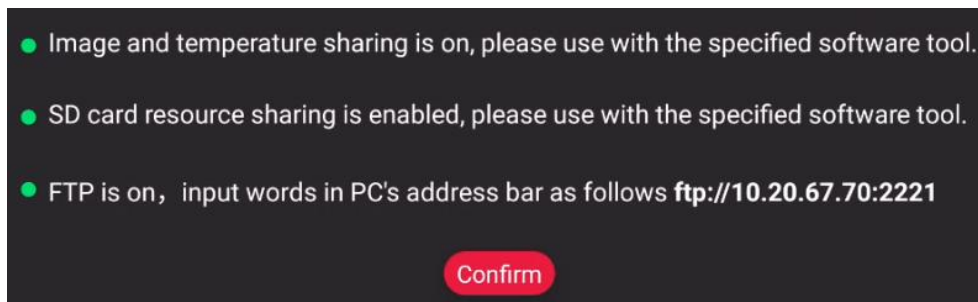 Image and temperature sharing is on, please use with the specified software tool.
SD card resource sharing is enabled, please use with the specified software tool.
FTP is on，input words in PC's address bar as follows ftp://10.20.67.70:2221
Confirm